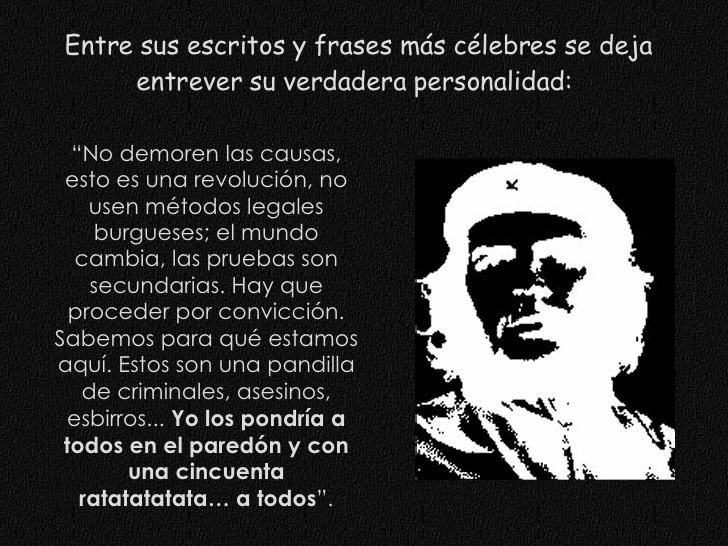 Entre sus escritos y frases más célebres se deja
entrever su verdadera personalidad:
“No demoren las causas,
esto es una revolución, no
usen métodos legales
burgueses; el mundo
cambia, las pruebas son
secundarias. Hay que
proceder por convicción.
Sabemos para qué estamos
aquí. Estos son una pandilla
de criminales, asesinos,
esbirros... Yo los pondría a
todos en el paredón y con
una cincuenta
ratatatatata… a todos”.